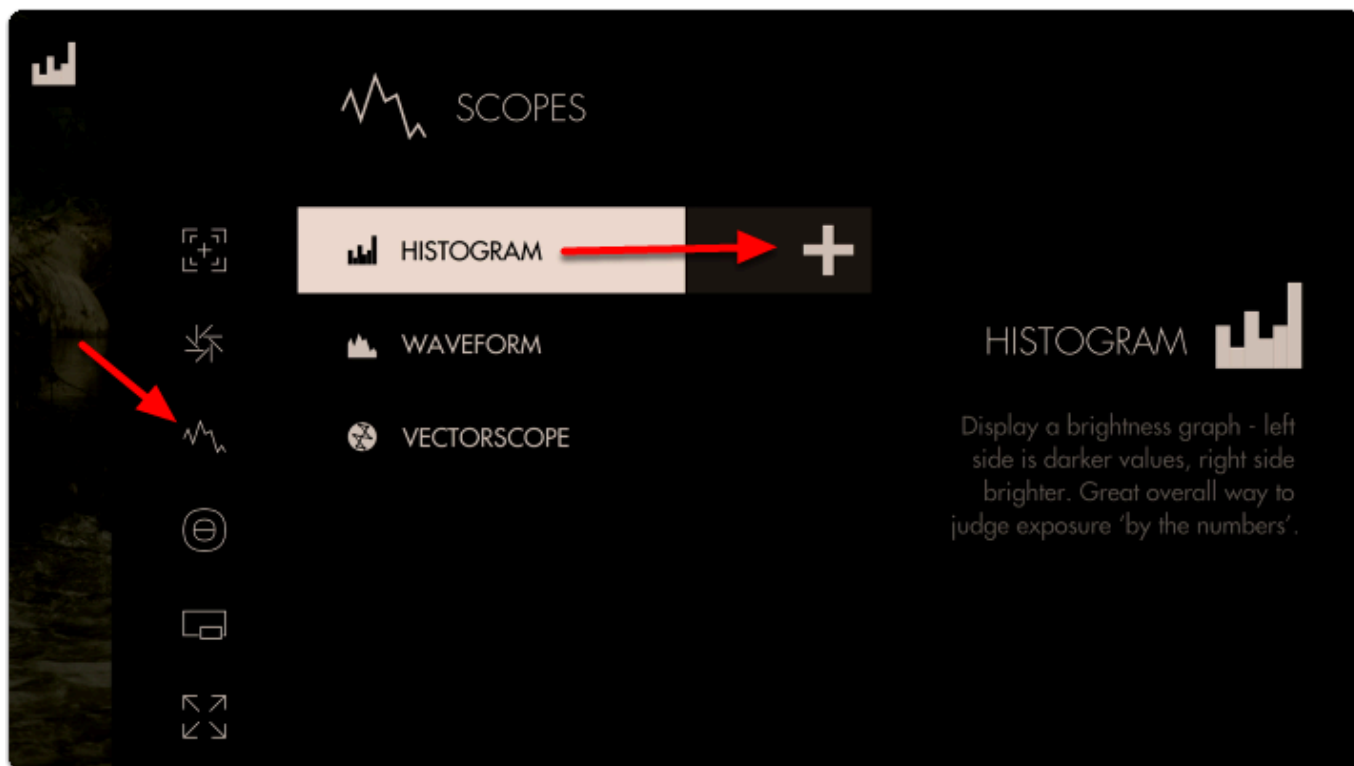 SCOPES
HISTOGRAM
WAVEFORM
VECTORSCOPE
HISTOGRAM
Display a brightness graph - left
side is darker values, right side
brighter. Great overall way to
judge exposure ‘by the numbers’.